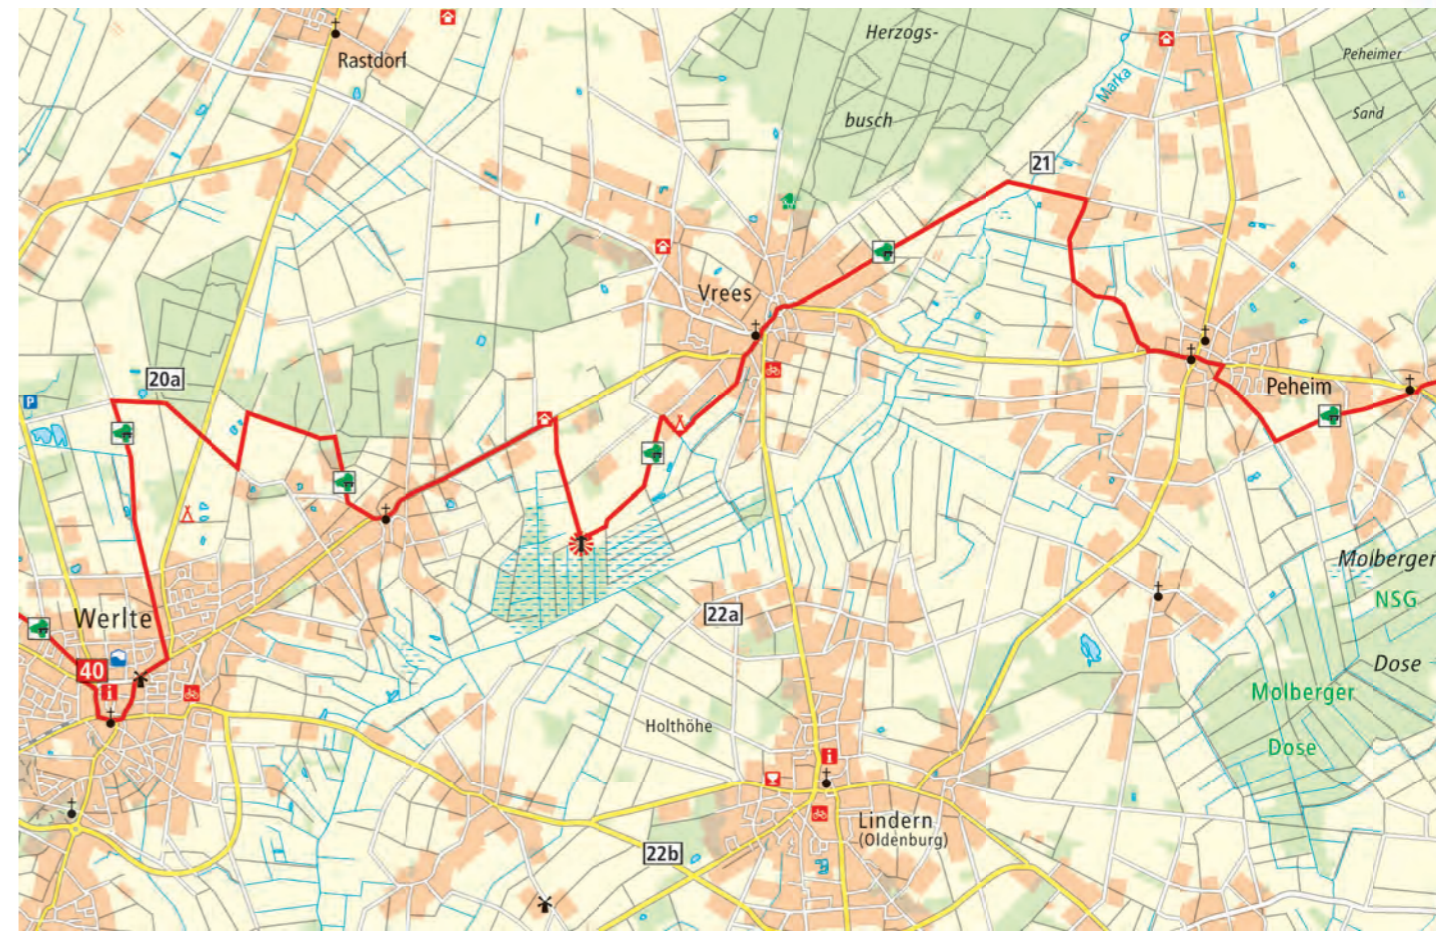 Rastdorf
Herzogs-
busch
Marka
Peheimer
Sand
21
Vrees
20a
P
Peheim
Werlte
40
i
22a
Molberger
NSG
Dose
Molberger
Dose
Holthöhe
i
Lindern
(Oldenburg)
22b